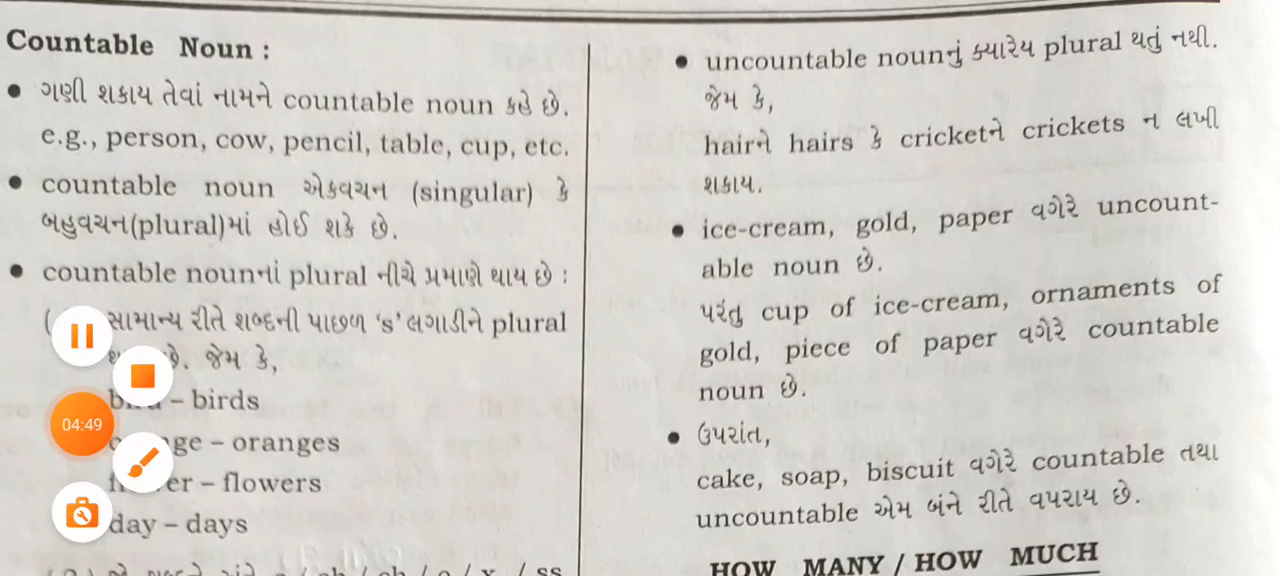 Countable Noun :
• ગણી શકાય તેવાં નામને countable noun કહે છે.
e.g., person, cow, pencil, table, cup, etc.
• countable noun એકવચન (singular) કે
બહુવચન(plural)માં હોઈ શકે છે.
• countable nounનાં plural નીચે પ્રમાણે થાય છે :
( સામાન્ય રીતે શબ્દની પાછળ 's' લગાડીને plural
છે. જેમ કે,
– birds
– oranges
– flowers
day – days
• uncountable nounનું ક્યારેય plural થતું નથી.
જેમ કે,
hairને hairs કે cricketને crickets ન લખી
શકાય.
• ice-cream, gold, paper વગેરે uncount-
able noun છે.
પરંતુ cup of ice-cream, ornaments of
gold, piece of paper વગેરે countable
noun છે.
• ઉપરાંત,
cake, soap, biscuit વગેરે countable તથા
uncountable એમ બંને રીતે વપરાય છે.
HOW MANY / HOW MUCH
04:49